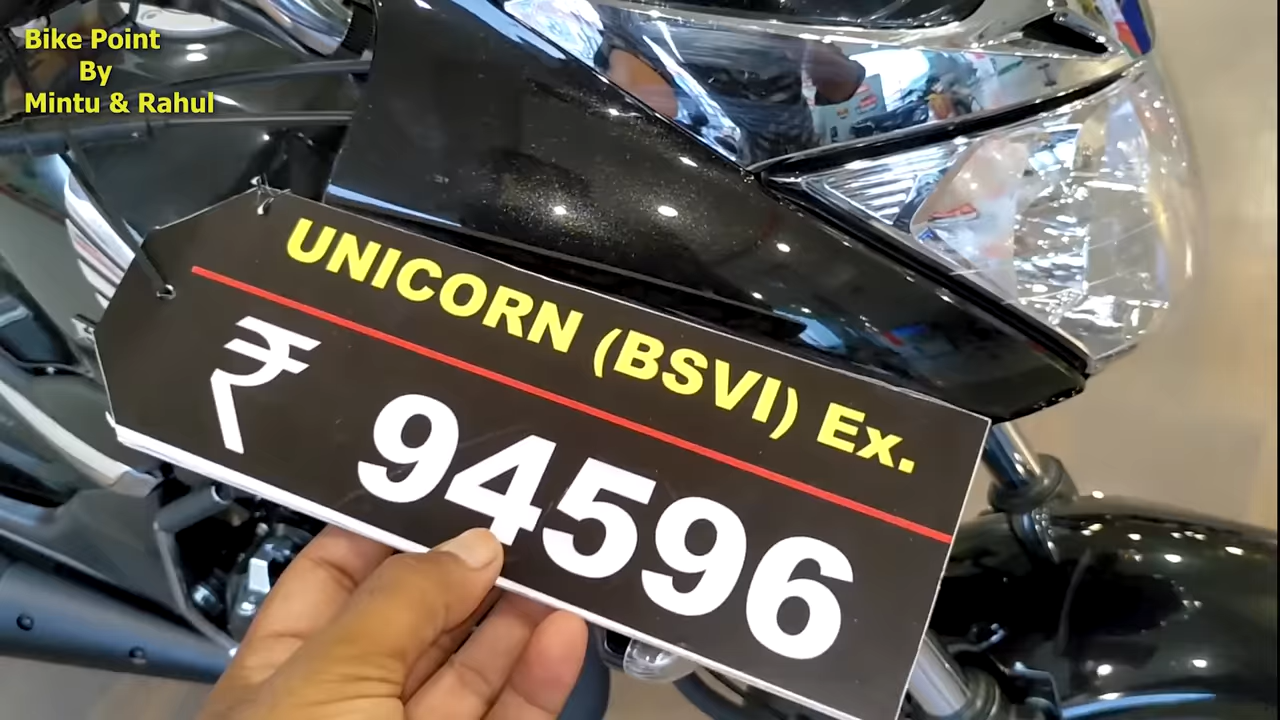 Bike Point
By
Mintu & Rahul
UNICORN (BSVI) Ex.
₹ 94596